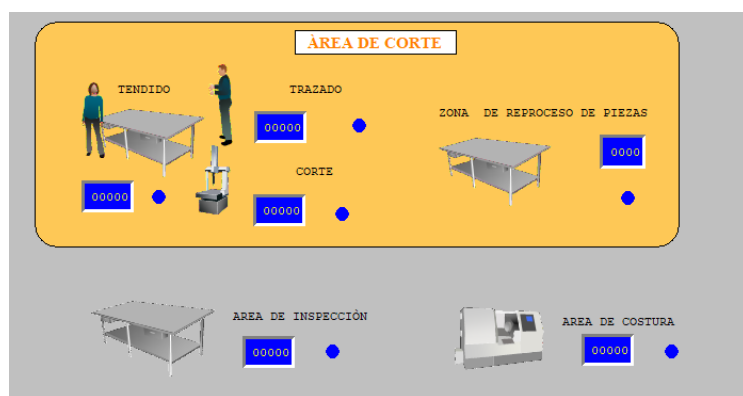 ÀREA DE CORTE
TENDIDO
TRAZADO
00000
ZONA DE REPROCESO DE PIEZAS
0000
CORTE
00000
00000
AREA DE INSPECCIÒN
00000
AREA DE COSTURA
00000